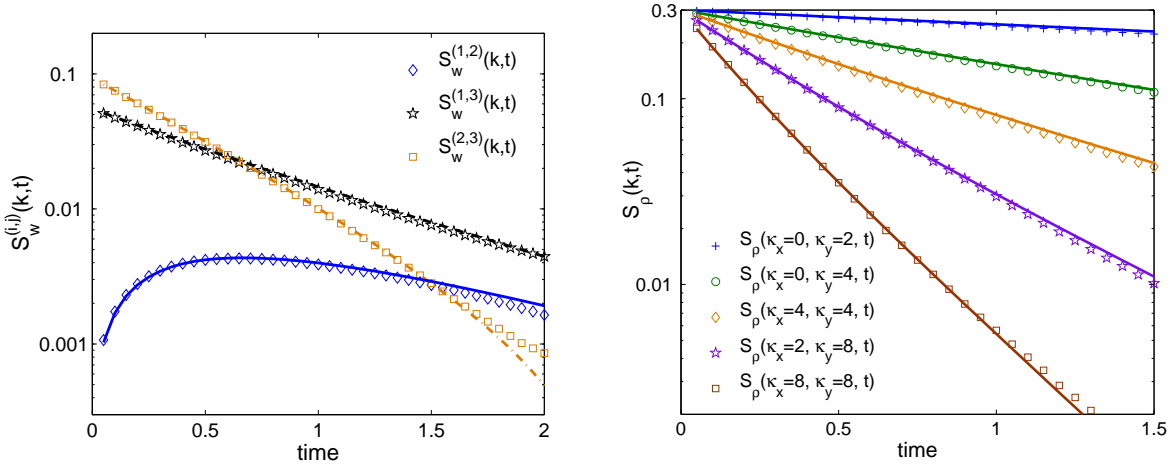 0.1
0.01
0.001
S_w^(i,j)(k,t)
S_w^(1,2)(k,t)
S_w^(1,3)(k,t)
S_w^(2,3)(k,t)
0 0.5 1 1.5 2
time
0.3
0.1
0.01
S_ρ(k,t)
S_ρ(κ_x=0, κ_y=2, t)
S_ρ(κ_x=0, κ_y=4, t)
S_ρ(κ_x=4, κ_y=4, t)
S_ρ(κ_x=2, κ_y=8, t)
S_ρ(κ_x=8, κ_y=8, t)
0 0.5 1 1.5
time